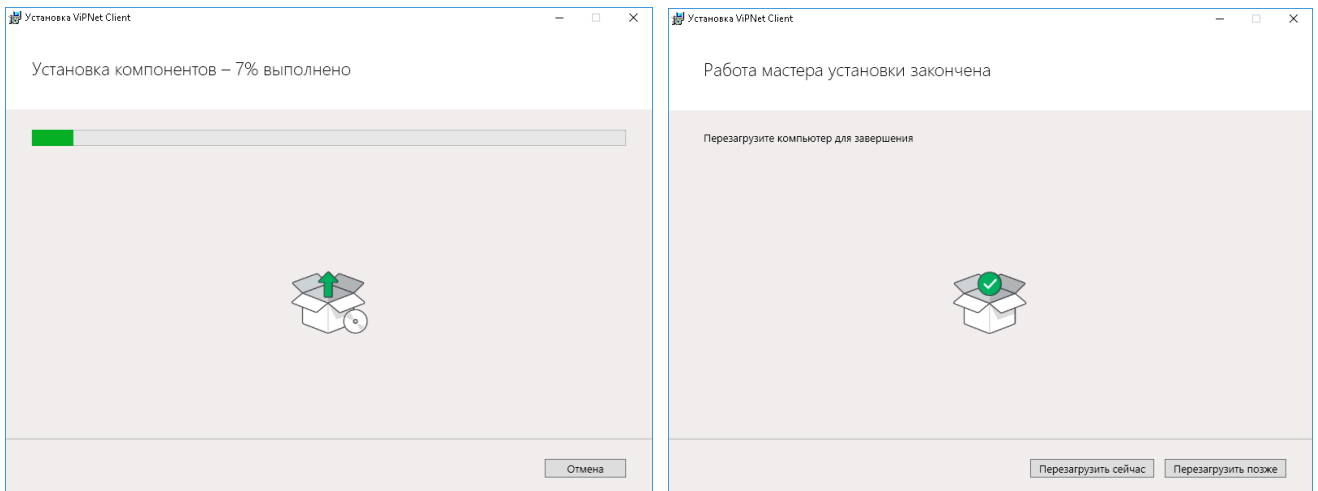 Установка ViPNet Client
Установка компонентов – 7% выполнено
Отмена
Установка ViPNet Client
Работа мастера установки закончена
Перезагрузите компьютер для завершения
Перезагрузить сейчас
Перезагрузить позже